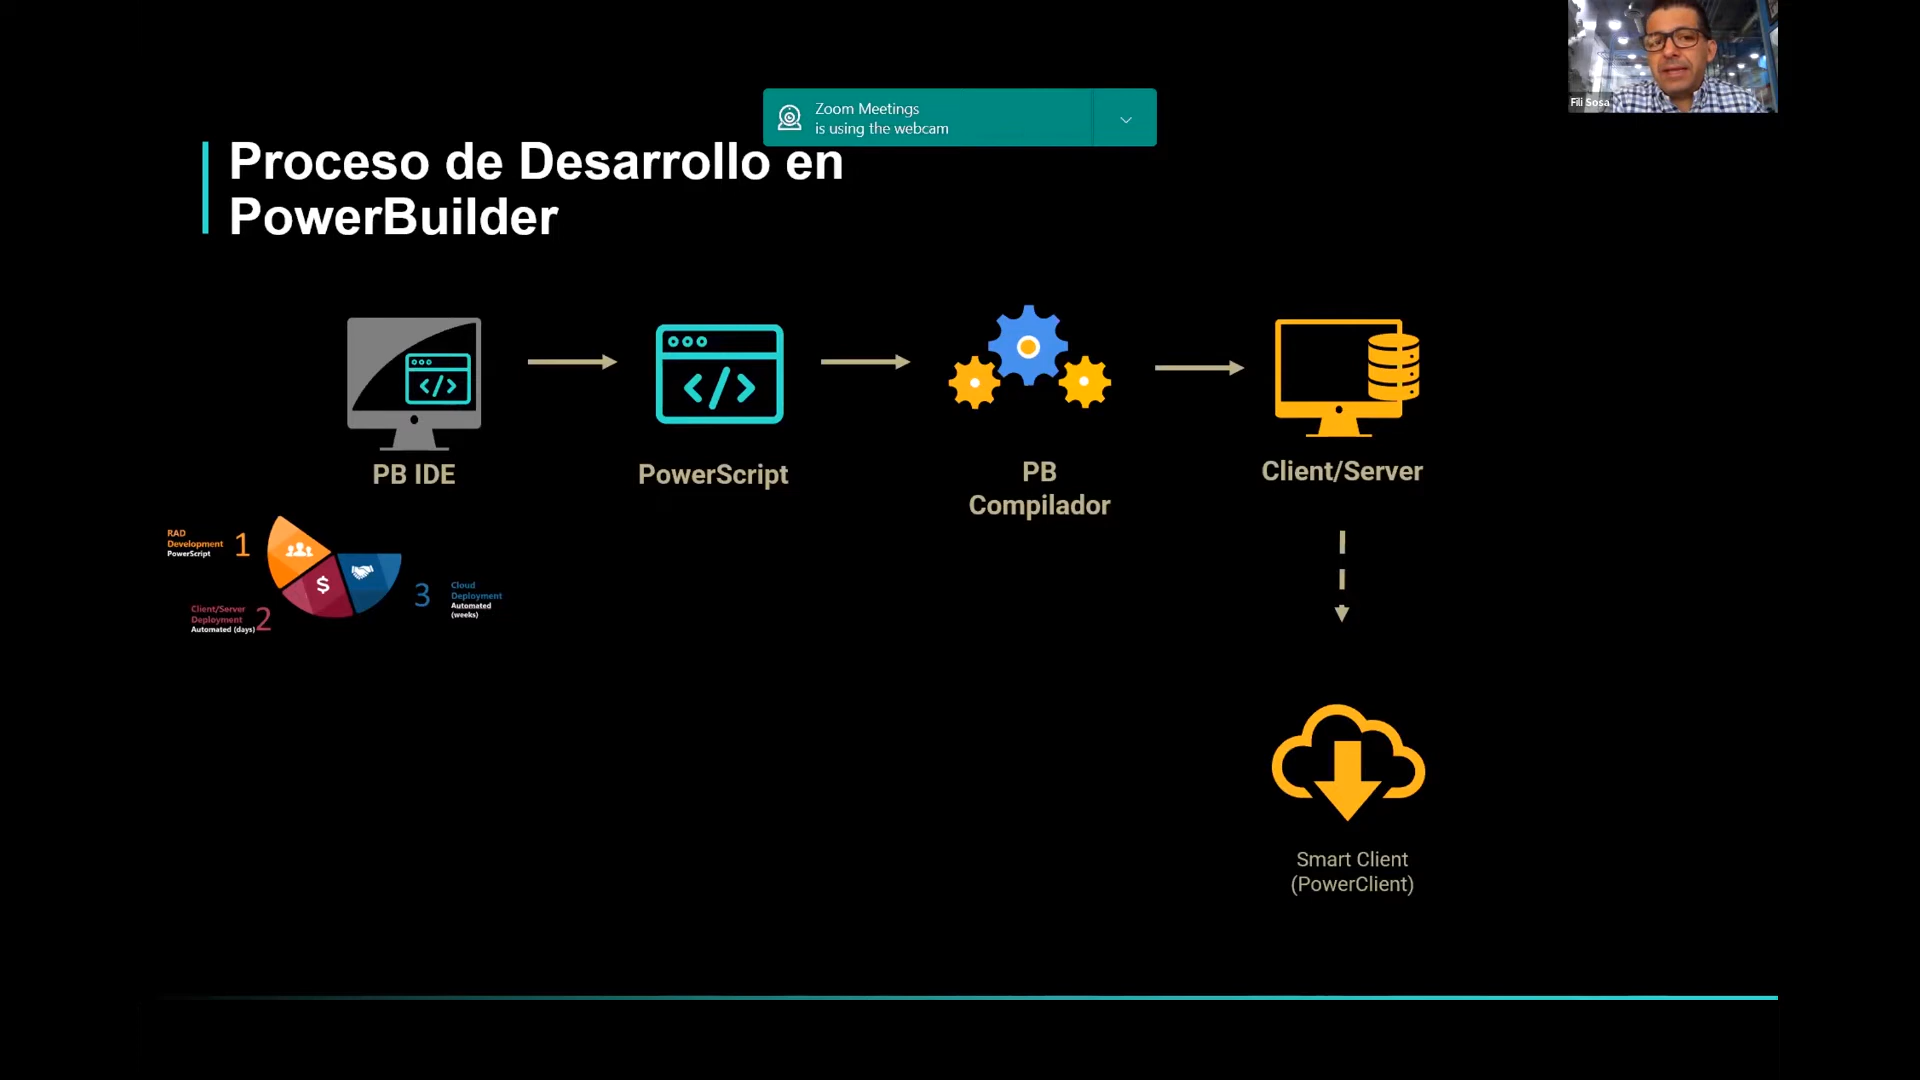 Zoom Meetings
is using the webcam
Fili Sosa
Proceso de Desarrollo en
PowerBuilder
PB IDE
PowerScript
PB
Compilador
Client/Server
RAD
Development
PowerScript
1
Client/Server
Deployment
Automated (days)
2
$
3
Cloud
Deployment
Automated
(weeks)
Smart Client
(PowerClient)